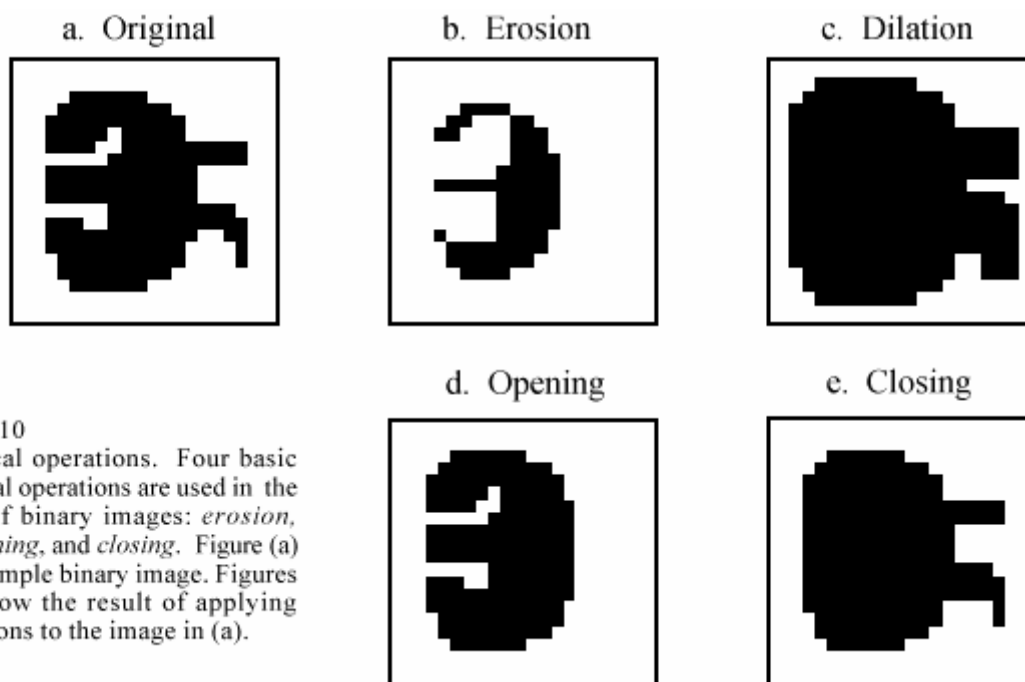 a. Original
b. Erosion
c. Dilation
d. Opening
e. Closing
10
cal operations. Four basic
al operations are used in the
f binary images: erosion,
ning, and closing. Figure (a)
mple binary image. Figures
ow the result of applying
ons to the image in (a).